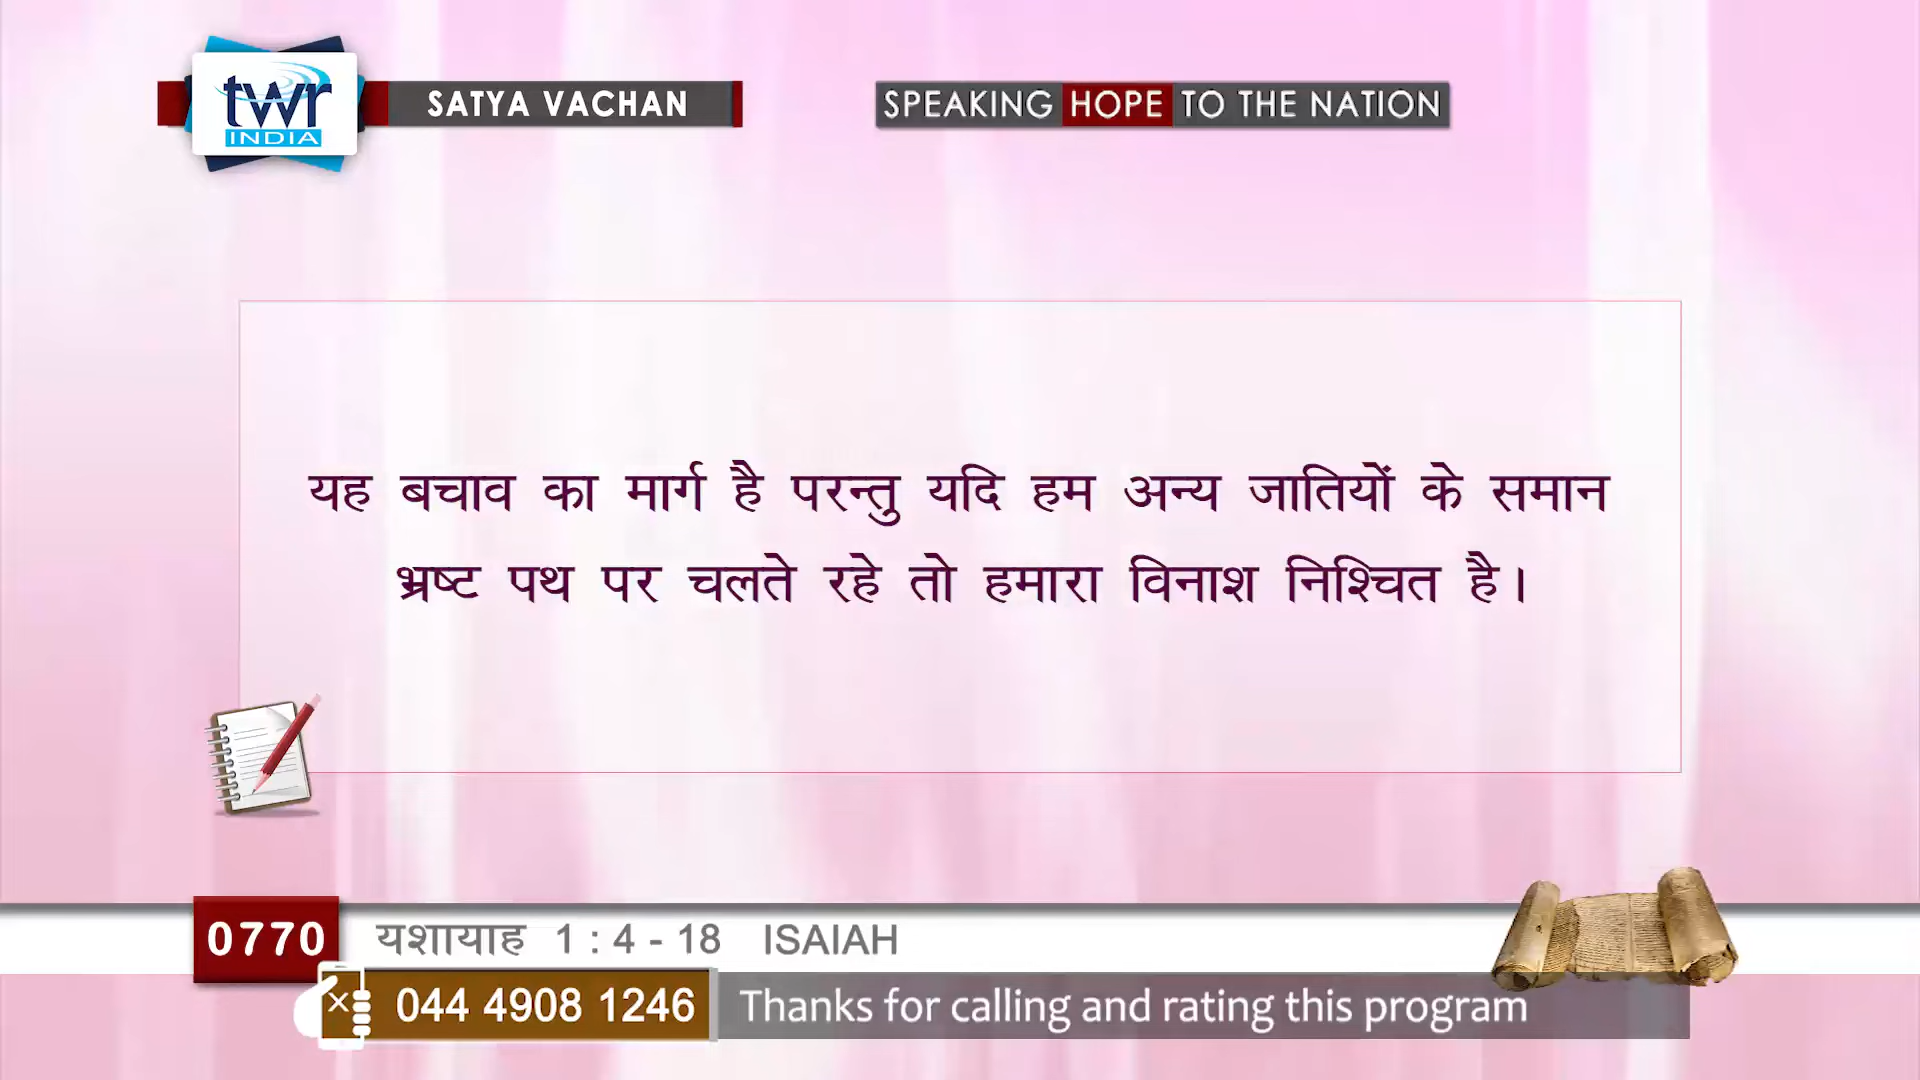 twr
INDIA
SATYA VACHAN
SPEAKING HOPE TO THE NATION
यह बचाव का मार्ग है परन्तु यदि हम अन्य जातियों के समान
भ्रष्ट पथ पर चलते रहे तो हमारा विनाश निश्चित है।
0770 यशायाह 1 : 4 - 18 ISAIAH
044 4908 1246 Thanks for calling and rating this program